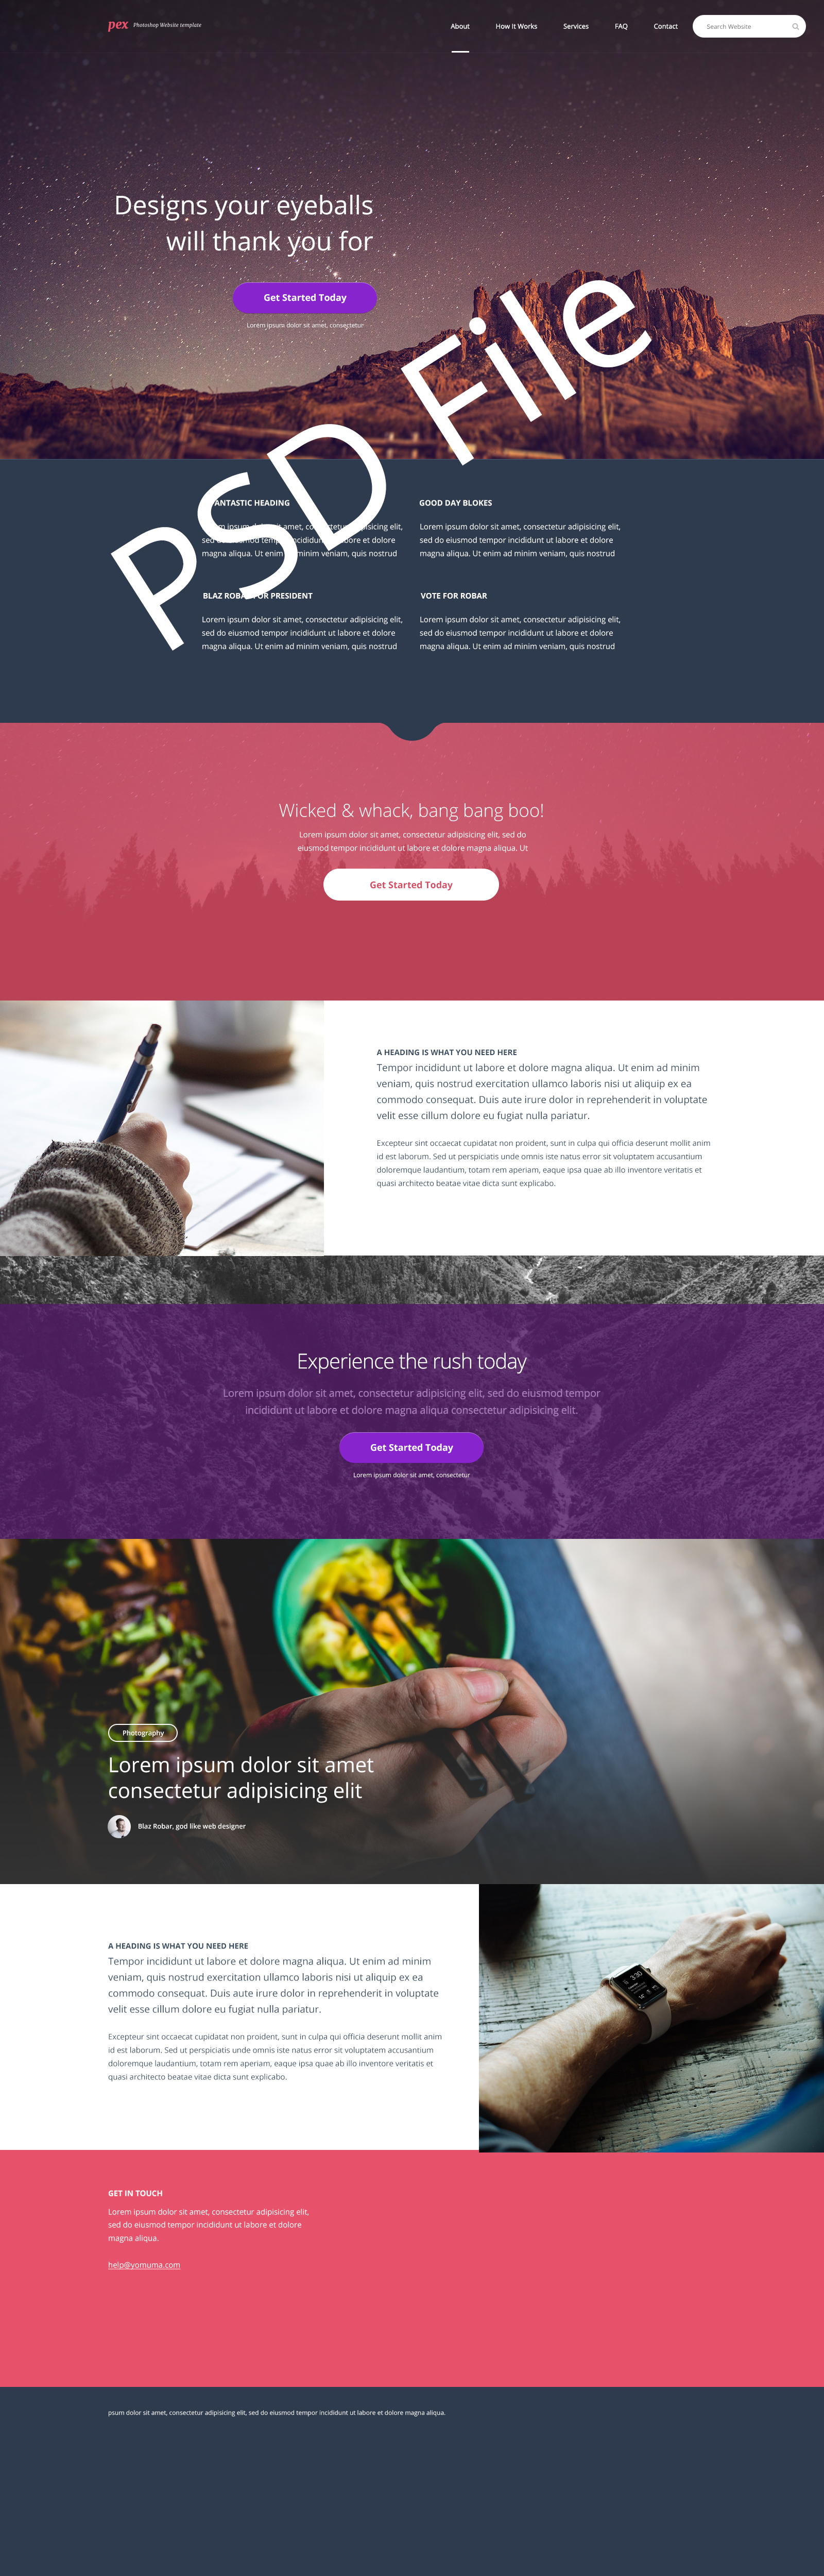 pex Photoshop Website template
About How It Works Services FAQ Contact Search Website
Designs your eyeballs
will thank you for
Get Started Today
Lorem ipsum dolor sit amet, consectetur
PSD File
ANTASTIC HEADING
sed do tempor incididunt ut labore et dolore
magna aliqua. Ut enim minim veniam, quis nostrud
GOOD DAY BLOKES
Lorem ipsum dolor sit amet, consectetur adipisicing elit,
sed do eiusmod tempor incididunt ut labore et dolore
magna aliqua. Ut enim ad minim veniam, quis nostrud
BLAZ ROBAR FOR PRESIDENT
Lorem ipsum dolor sit amet, consectetur adipisicing elit,
sed do eiusmod tempor incididunt ut labore et dolore
magna aliqua. Ut enim ad minim veniam, quis nostrud
VOTE FOR ROBAR
Lorem ipsum dolor sit amet, consectetur adipisicing elit,
sed do eiusmod tempor incididunt ut labore et dolore
magna aliqua. Ut enim ad minim veniam, quis nostrud
Wicked & whack, bang bang boo!
Lorem ipsum dolor sit amet, consectetur adipisicing elit, sed do
eiusmod tempor incididunt ut labore et dolore magna aliqua. Ut
Get Started Today
A HEADING IS WHAT YOU NEED HERE
Tempor incididunt ut labore et dolore magna aliqua. Ut enim ad minim
veniam, quis nostrud exercitation ullamco laboris nisi ut aliquip ex ea
commodo consequat. Duis aute irure dolor in reprehenderit in voluptate
velit esse cillum dolore eu fugiat nulla pariatur.
Excepteur sint occaecat cupidatat non proident, sunt in culpa qui officia deserunt mollit anim
id est laborum. Sed ut perspiciatis unde omnis iste natus error sit voluptatem accusantium
doloremque laudantium, totam rem aperiam, eaque ipsa quae ab illo inventore veritatis et
quasi architecto beatae vitae dicta sunt explicabo.
Experience the rush today
Lorem ipsum dolor sit amet, consectetur adipisicing elit, sed do eiusmod tempor
incididunt ut labore et dolore magna aliqua consectetur adipisicing elit.
Get Started Today
Lorem ipsum dolor sit amet, consectetur
Photography
Lorem ipsum dolor sit amet
consectetur adipisicing elit
Blaz Robar, god like web designer
A HEADING IS WHAT YOU NEED HERE
Tempor incididunt ut labore et dolore magna aliqua. Ut enim ad minim
veniam, quis nostrud exercitation ullamco laboris nisi ut aliquip ex ea
commodo consequat. Duis aute irure dolor in reprehenderit in voluptate
velit esse cillum dolore eu fugiat nulla pariatur.
Excepteur sint occaecat cupidatat non proident, sunt in culpa qui officia deserunt mollit anim
id est laborum. Sed ut perspiciatis unde omnis iste natus error sit voluptatem accusantium
doloremque laudantium, totam rem aperiam, eaque ipsa quae ab illo inventore veritatis et
quasi architecto beatae vitae dicta sunt explicabo.
3:30
GET IN TOUCH
Lorem ipsum dolor sit amet, consectetur adipisicing elit,
sed do eiusmod tempor incididunt ut labore et dolore
magna aliqua.
help@yomuma.com
psum dolor sit amet, consectetur adipisicing elit, sed do eiusmod tempor incididunt ut labore et dolore magna aliqua.